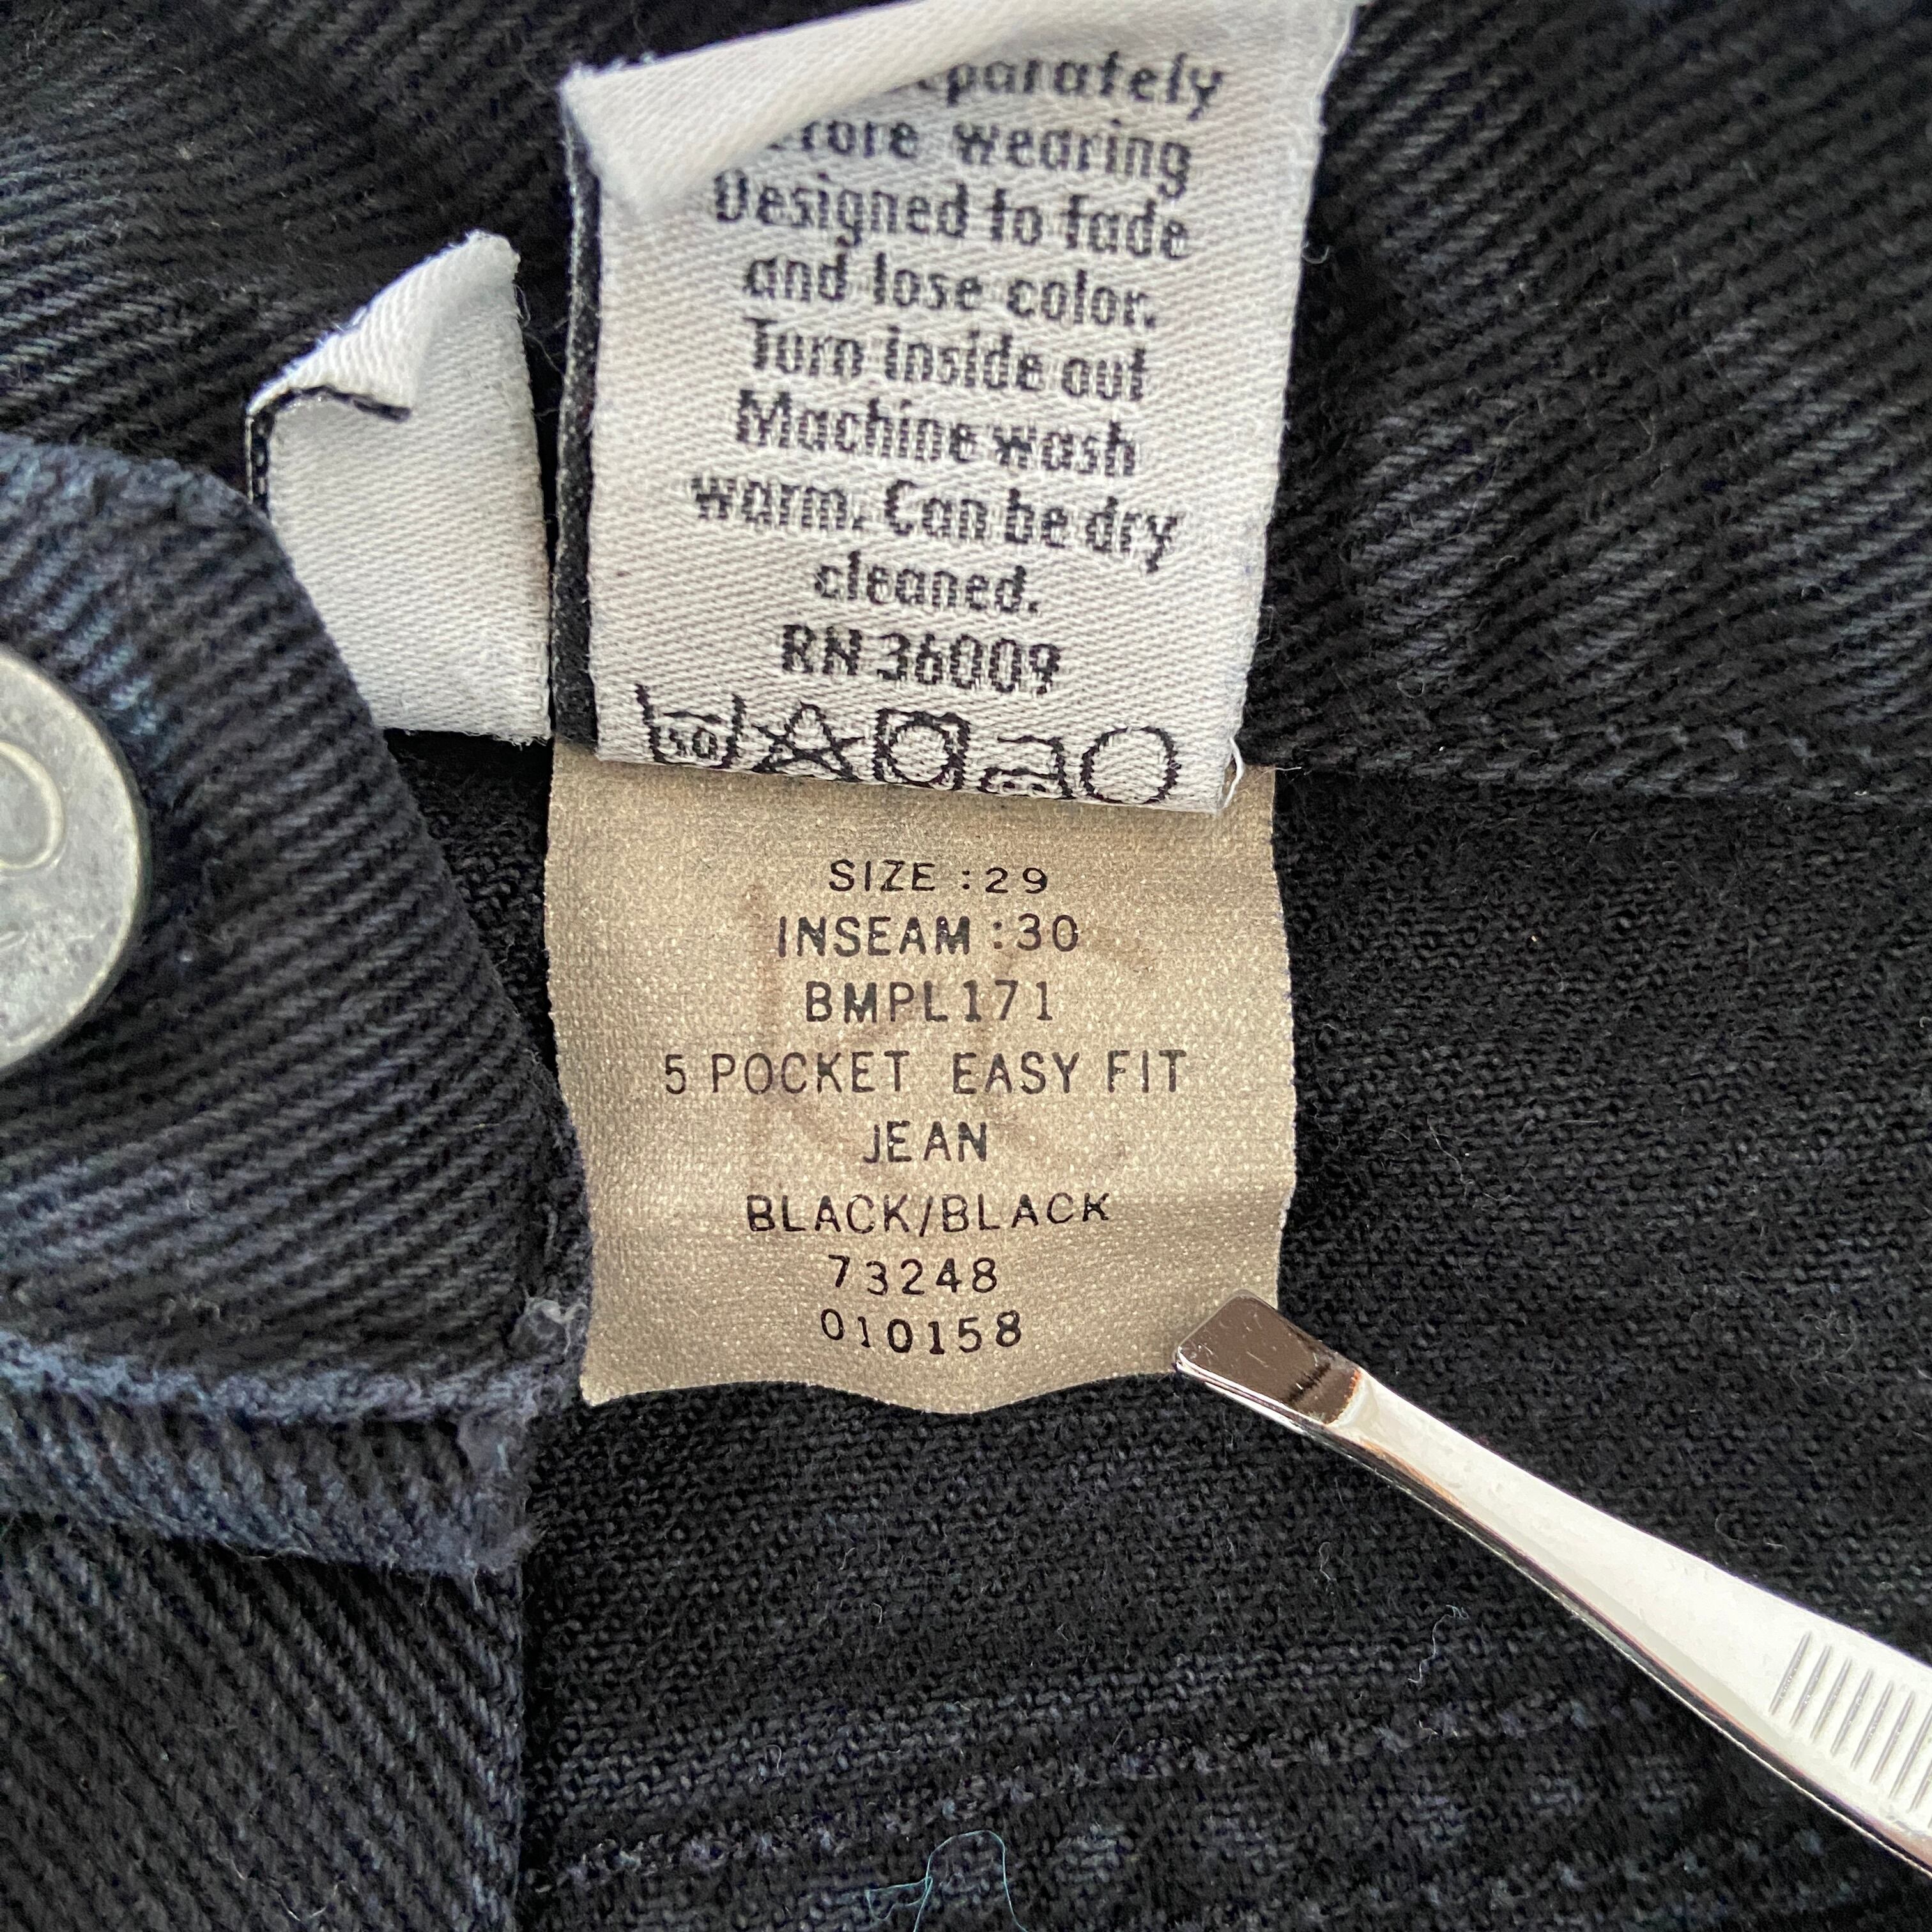 wearing
Designed to fade
and lose color.
Turn inside out
Machine wash
warm. Can be dry
cleaned.
RN 36009
50
SIZE :29
INSEAM :30
BMPL171
5 POCKET EASY FIT
JEAN
BLACK/BLACK
73248
010158